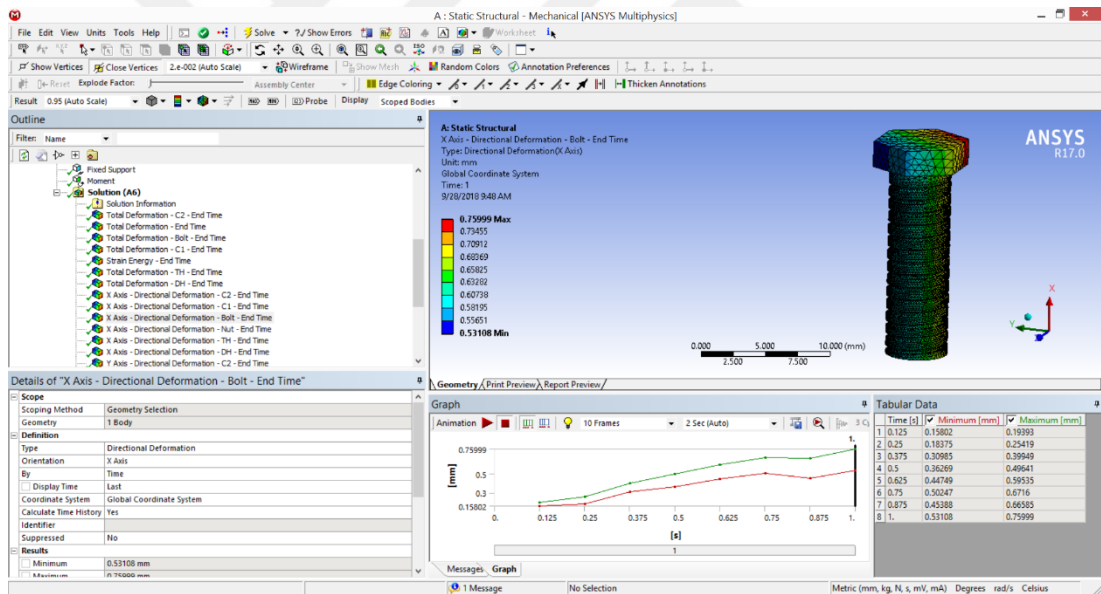 A : Static Structural - Mechanical [ANSYS Multiphysics]
File Edit View Units Tools Help Solve ?/ Show Errors Worksheet
Show Vertices Close Vertices 2.e-002 (Auto Scale) Wireframe Show Mesh Random Colors Annotation Preferences
Reset Explode Factor: Assembly Center Edge Coloring Thicken Annotations
Result 0.95 (Auto Scale) Probe Display Scoped Bodies
Outline
Filter: Name
Fixed Support
Moment
Solution (A6)
Solution Information
Total Deformation - C2 - End Time
Total Deformation - End Time
Total Deformation - Bolt - End Time
Total Deformation - C1 - End Time
Strain Energy - End Time
Total Deformation - TH - End Time
Total Deformation - DH - End Time
X Axis - Directional Deformation - C2 - End Time
X Axis - Directional Deformation - C1 - End Time
X Axis - Directional Deformation - Bolt - End Time
X Axis - Directional Deformation - Nut - End Time
X Axis - Directional Deformation - TH - End Time
X Axis - Directional Deformation - DH - End Time
Y Axis - Directional Deformation - C2 - End Time
Details of "X Axis - Directional Deformation - Bolt - End Time"
Scope
Scoping Method Geometry Selection
Geometry 1 Body
Definition
Type Directional Deformation
Orientation X Axis
By Time
Display Time Last
Coordinate System Global Coordinate System
Calculate Time History Yes
Identifier
Suppressed No
Results
Minimum 0.53108 mm
Maximum 0.75999 mm
A: Static Structural
X Axis - Directional Deformation - Bolt - End Time
Type: Directional Deformation(X Axis)
Unit: mm
Global Coordinate System
Time: 1
9/28/2018 9:48 AM
0.75999 Max
0.73455
0.70912
0.68369
0.65825
0.63282
0.60738
0.58195
0.55651
0.53108 Min
ANSYS
R17.0
X
Y
0.000 5.000 10.000 (mm)
2.500 7.500
Geometry Print Preview Report Preview
Graph
Animation 10 Frames 2 Sec (Auto)
1.
0.75999
0.5
0.3
0.15802
[mm]
0. 0.125 0.25 0.375 0.5 0.625 0.75 0.875 1.
[s]
1
Messages Graph
Tabular Data
Time [s] Minimum [mm] Maximum [mm]
1 0.125 0.15802 0.19393
2 0.25 0.18375 0.25419
3 0.375 0.30985 0.39949
4 0.5 0.36269 0.49641
5 0.625 0.44749 0.59535
6 0.75 0.50247 0.6716
7 0.875 0.45388 0.66585
8 1. 0.53108 0.75999
1 Message No Selection Metric (mm, kg, N, s, mV, mA) Degrees rad/s Celsius